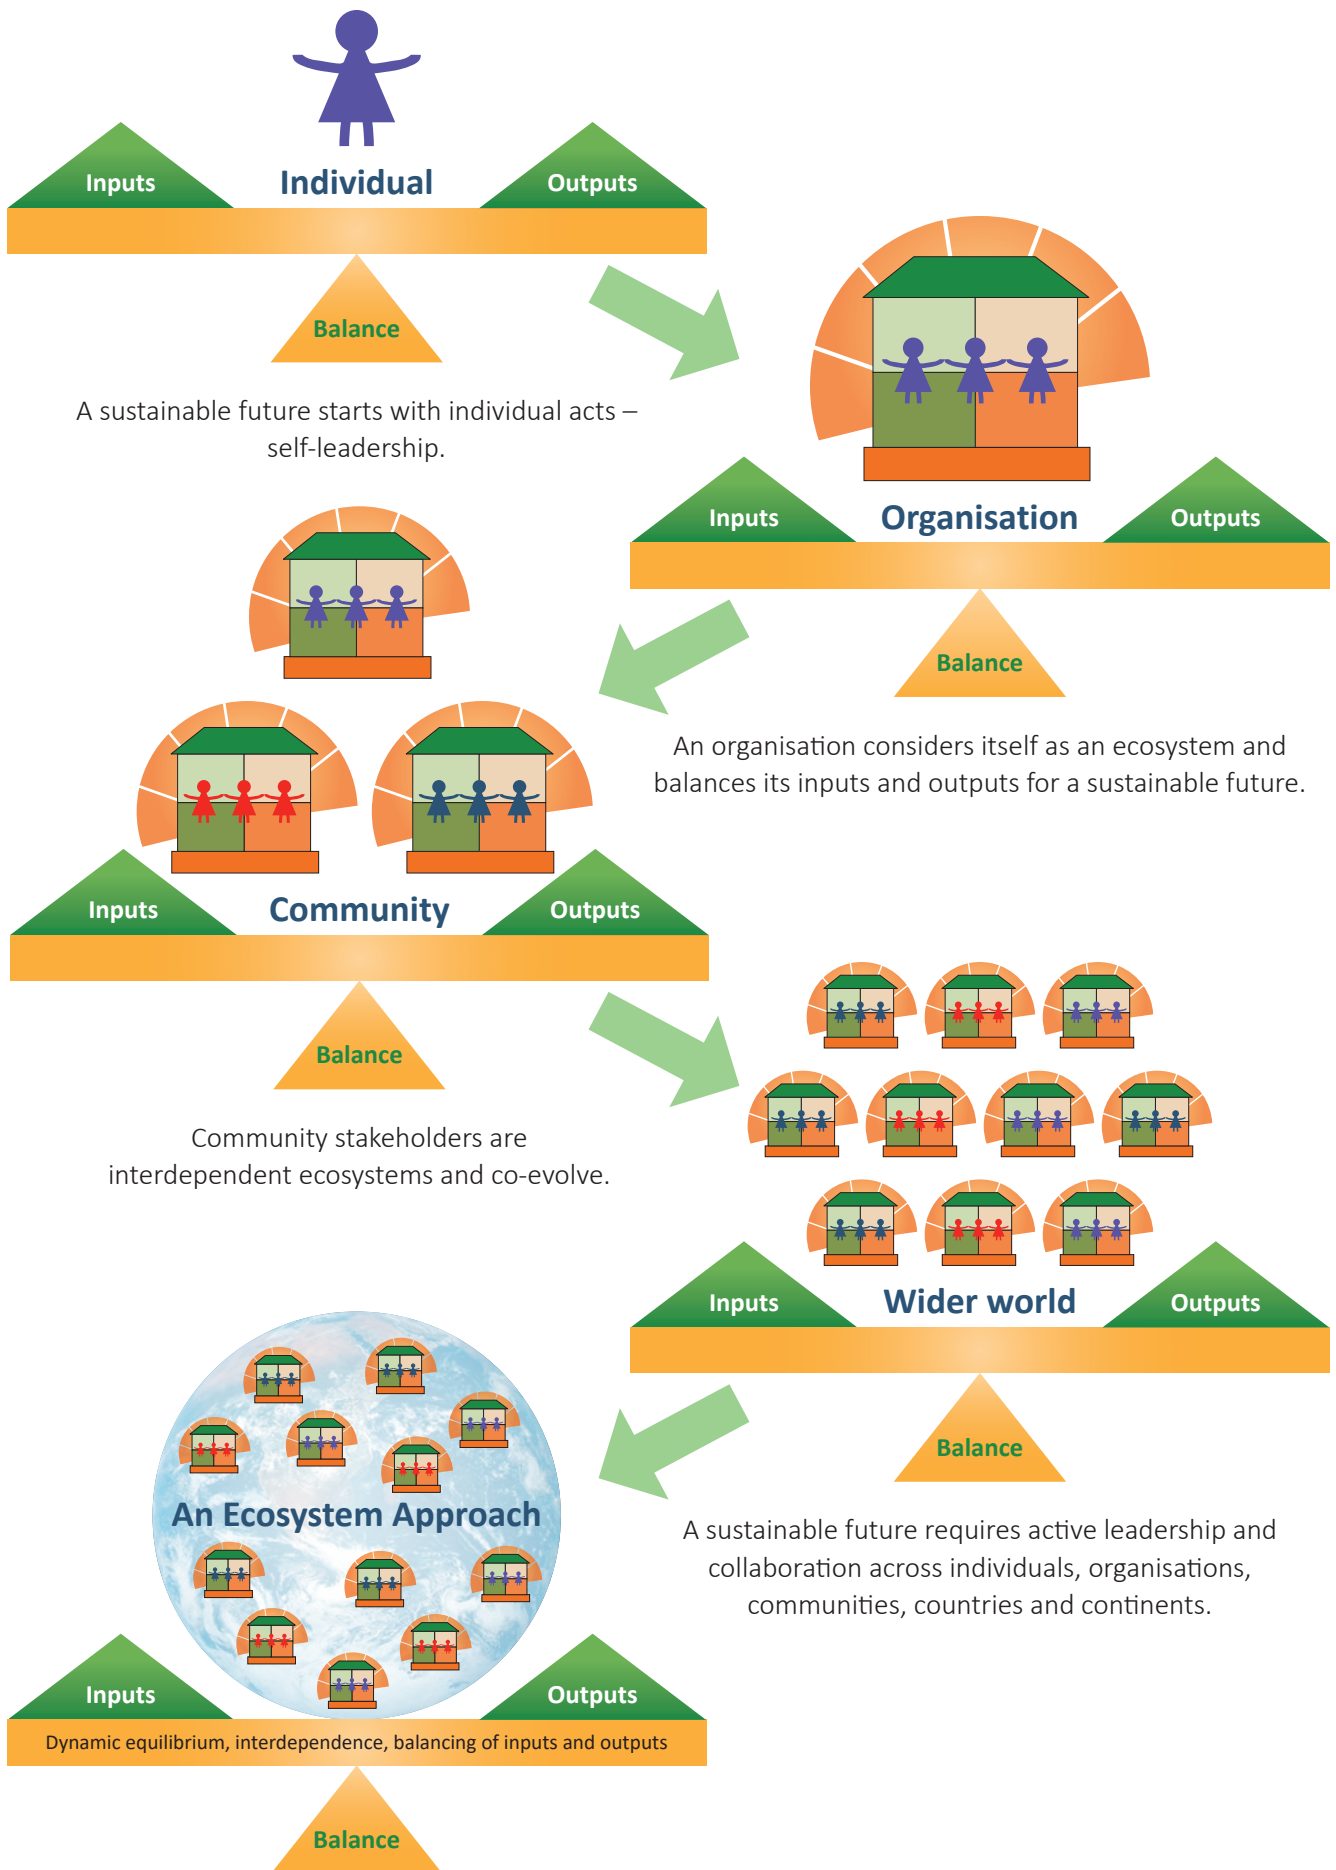 Inputs
Individual
Outputs
Balance
A sustainable future starts with individual acts –
self-leadership.
Inputs
Organisation
Outputs
Balance
An organisation considers itself as an ecosystem and
balances its inputs and outputs for a sustainable future.
Inputs
Community
Outputs
Balance
Community stakeholders are
interdependent ecosystems and co-evolve.
Inputs
Wider world
Outputs
Balance
A sustainable future requires active leadership and
collaboration across individuals, organisations,
communities, countries and continents.
An Ecosystem Approach
Inputs
Outputs
Dynamic equilibrium, interdependence, balancing of inputs and outputs
Balance